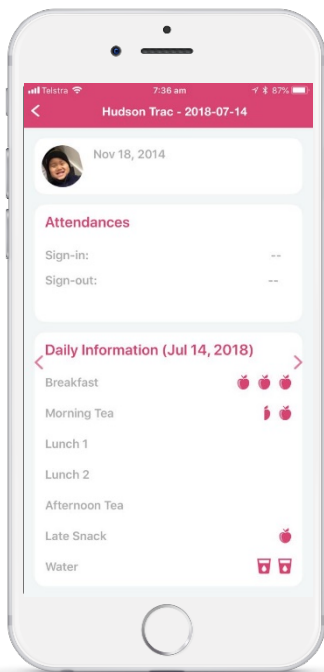 Telstra 7:36 am 87%
Hudson Trac - 2018-07-14
Nov 18, 2014
Attendances
Sign-in: --
Sign-out: --
Daily Information (Jul 14, 2018)
Breakfast
Morning Tea
Lunch 1
Lunch 2
Afternoon Tea
Late Snack
Water